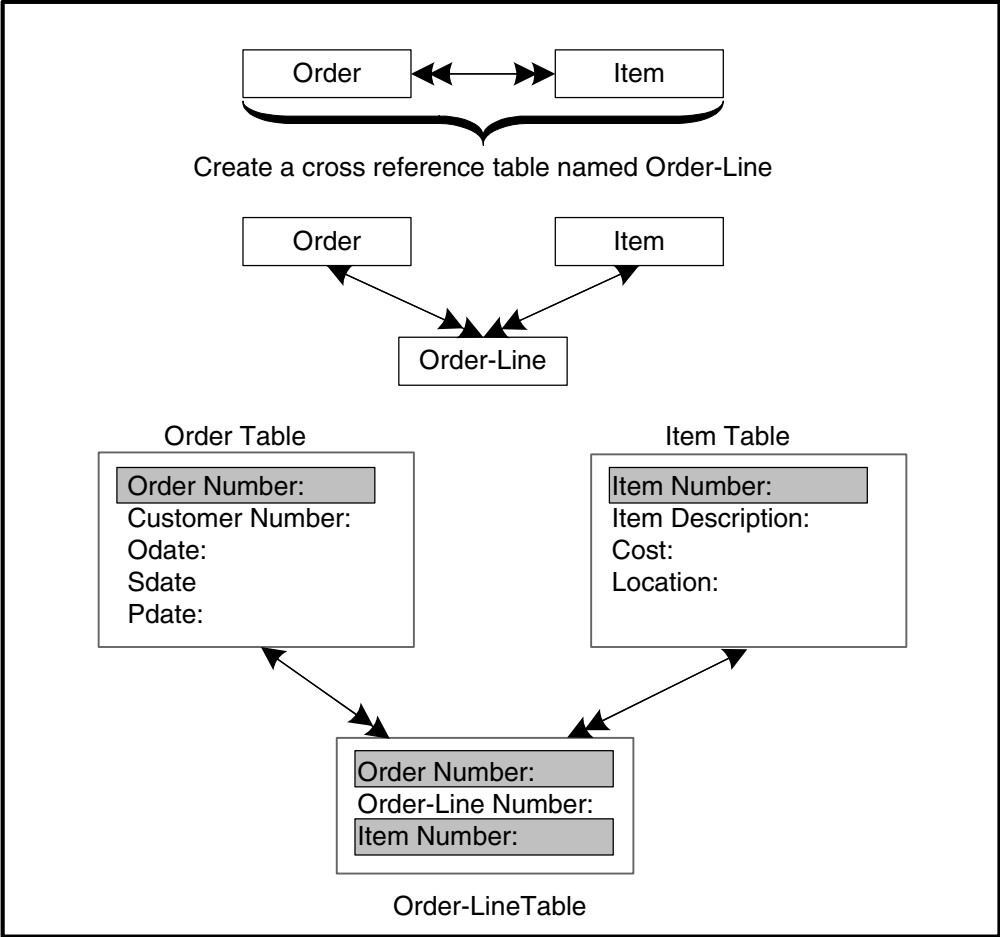 Order
Item
Create a cross reference table named Order-Line
Order
Item
Order-Line
Order Table
Order Number:
Customer Number:
Odate:
Sdate
Pdate:
Item Table
Item Number:
Item Description:
Cost:
Location:
Order Number:
Order-Line Number:
Item Number:
Order-LineTable